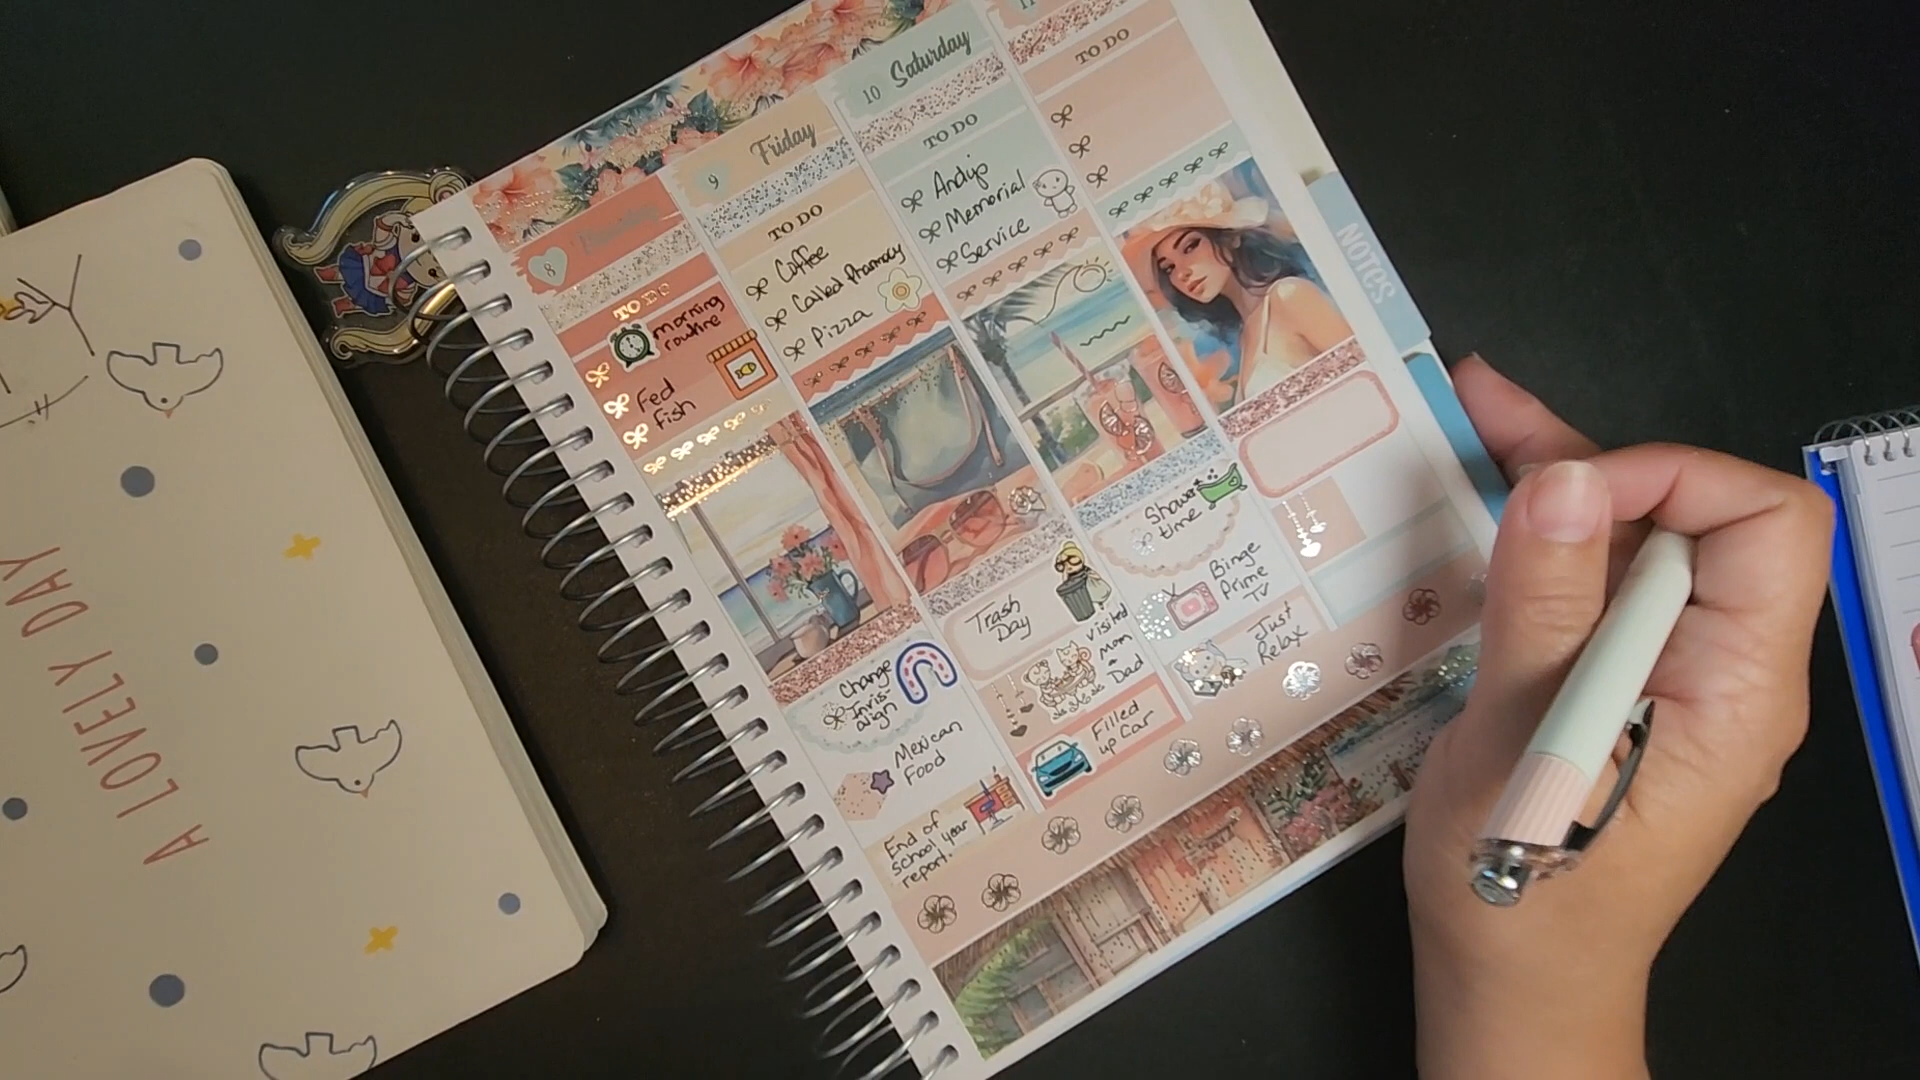 A LOVELY DAY
8
TO DO
morning
routine
Fed
fish
Change
Invis-
align
Mexican
Food
End of
school year
report.
9 Friday
TO DO
Coffee
Called Pharmacy
Pizza
Trash
Day
Visited
Mom
+
Dad
Filled
up Car
10 Saturday
TO DO
Andy's
Memorial
Service
Shower
time
Binge
Prime
TV
Just
Relax
11
TO DO
NOTES